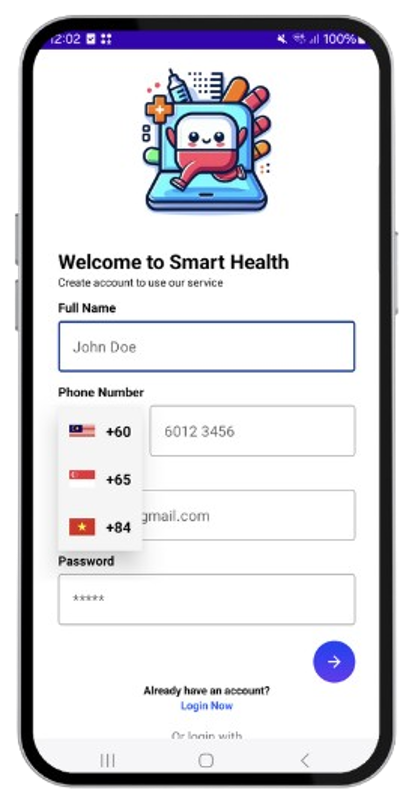 12:02 100%
Welcome to Smart Health
Create account to use our service
Full Name
John Doe
Phone Number
+60 6012 3456
+65
gmail.com
+84
Password
*****
Already have an account?
Login Now
Or login with